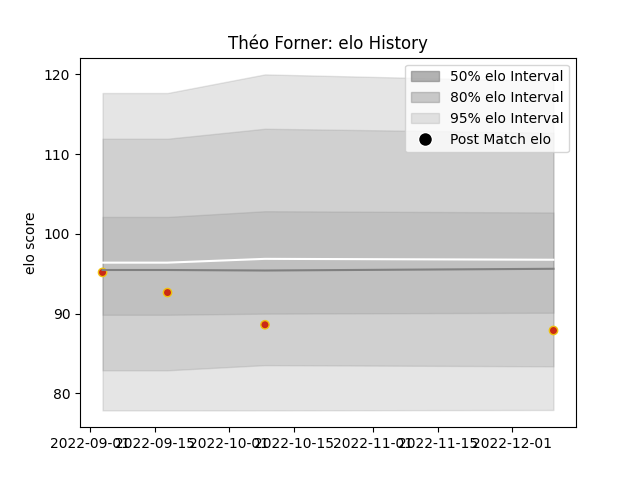 Théo Forner: elo History
120
110
100
90
80
elo score
50% elo Interval
80% elo Interval
95% elo Interval
Post Match elo
2022-09-01
2022-09-15
2022-10-01
2022-10-15
2022-11-01
2022-11-15
2022-12-01